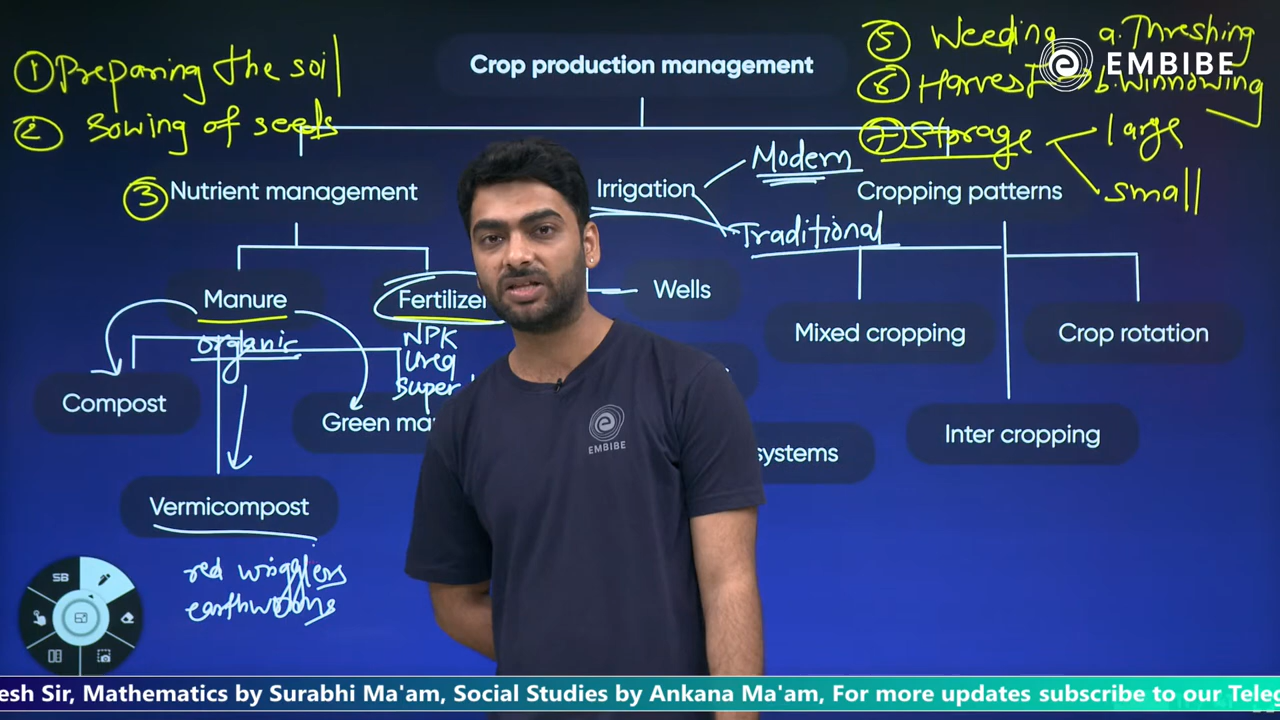 Crop production management
① Preparing the soil
② Sowing of seeds
⑤ Weeding a. Threshing
⑥ Harvest b. Winnowing
⑦ Storage large
small
EMBIBE
③ Nutrient management
Irrigation
Modern
Traditional
Cropping patterns
Manure
organic
Fertilizer
NPK
Urea
Super
Wells
Mixed cropping
Crop rotation
Compost
Green ma
systems
Inter cropping
Vermicompost
red wrigglers
earthworms
EMBIBE
SB
esh Sir, Mathematics by Surabhi Ma'am, Social Studies by Ankana Ma'am, For more updates subscribe to our Teleg